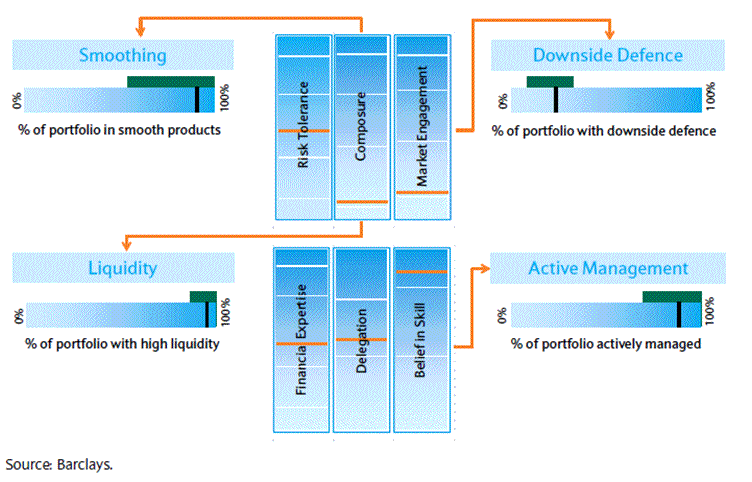 Smoothing
0%
100%
% of portfolio in smooth products
Risk Tolerance
Composure
Market Engagement
Downside Defence
0%
100%
% of portfolio with downside defence
Liquidity
0%
100%
% of portfolio with high liquidity
Financial Expertise
Delegation
Belief in Skill
Active Management
0%
100%
% of portfolio actively managed
Source: Barclays.